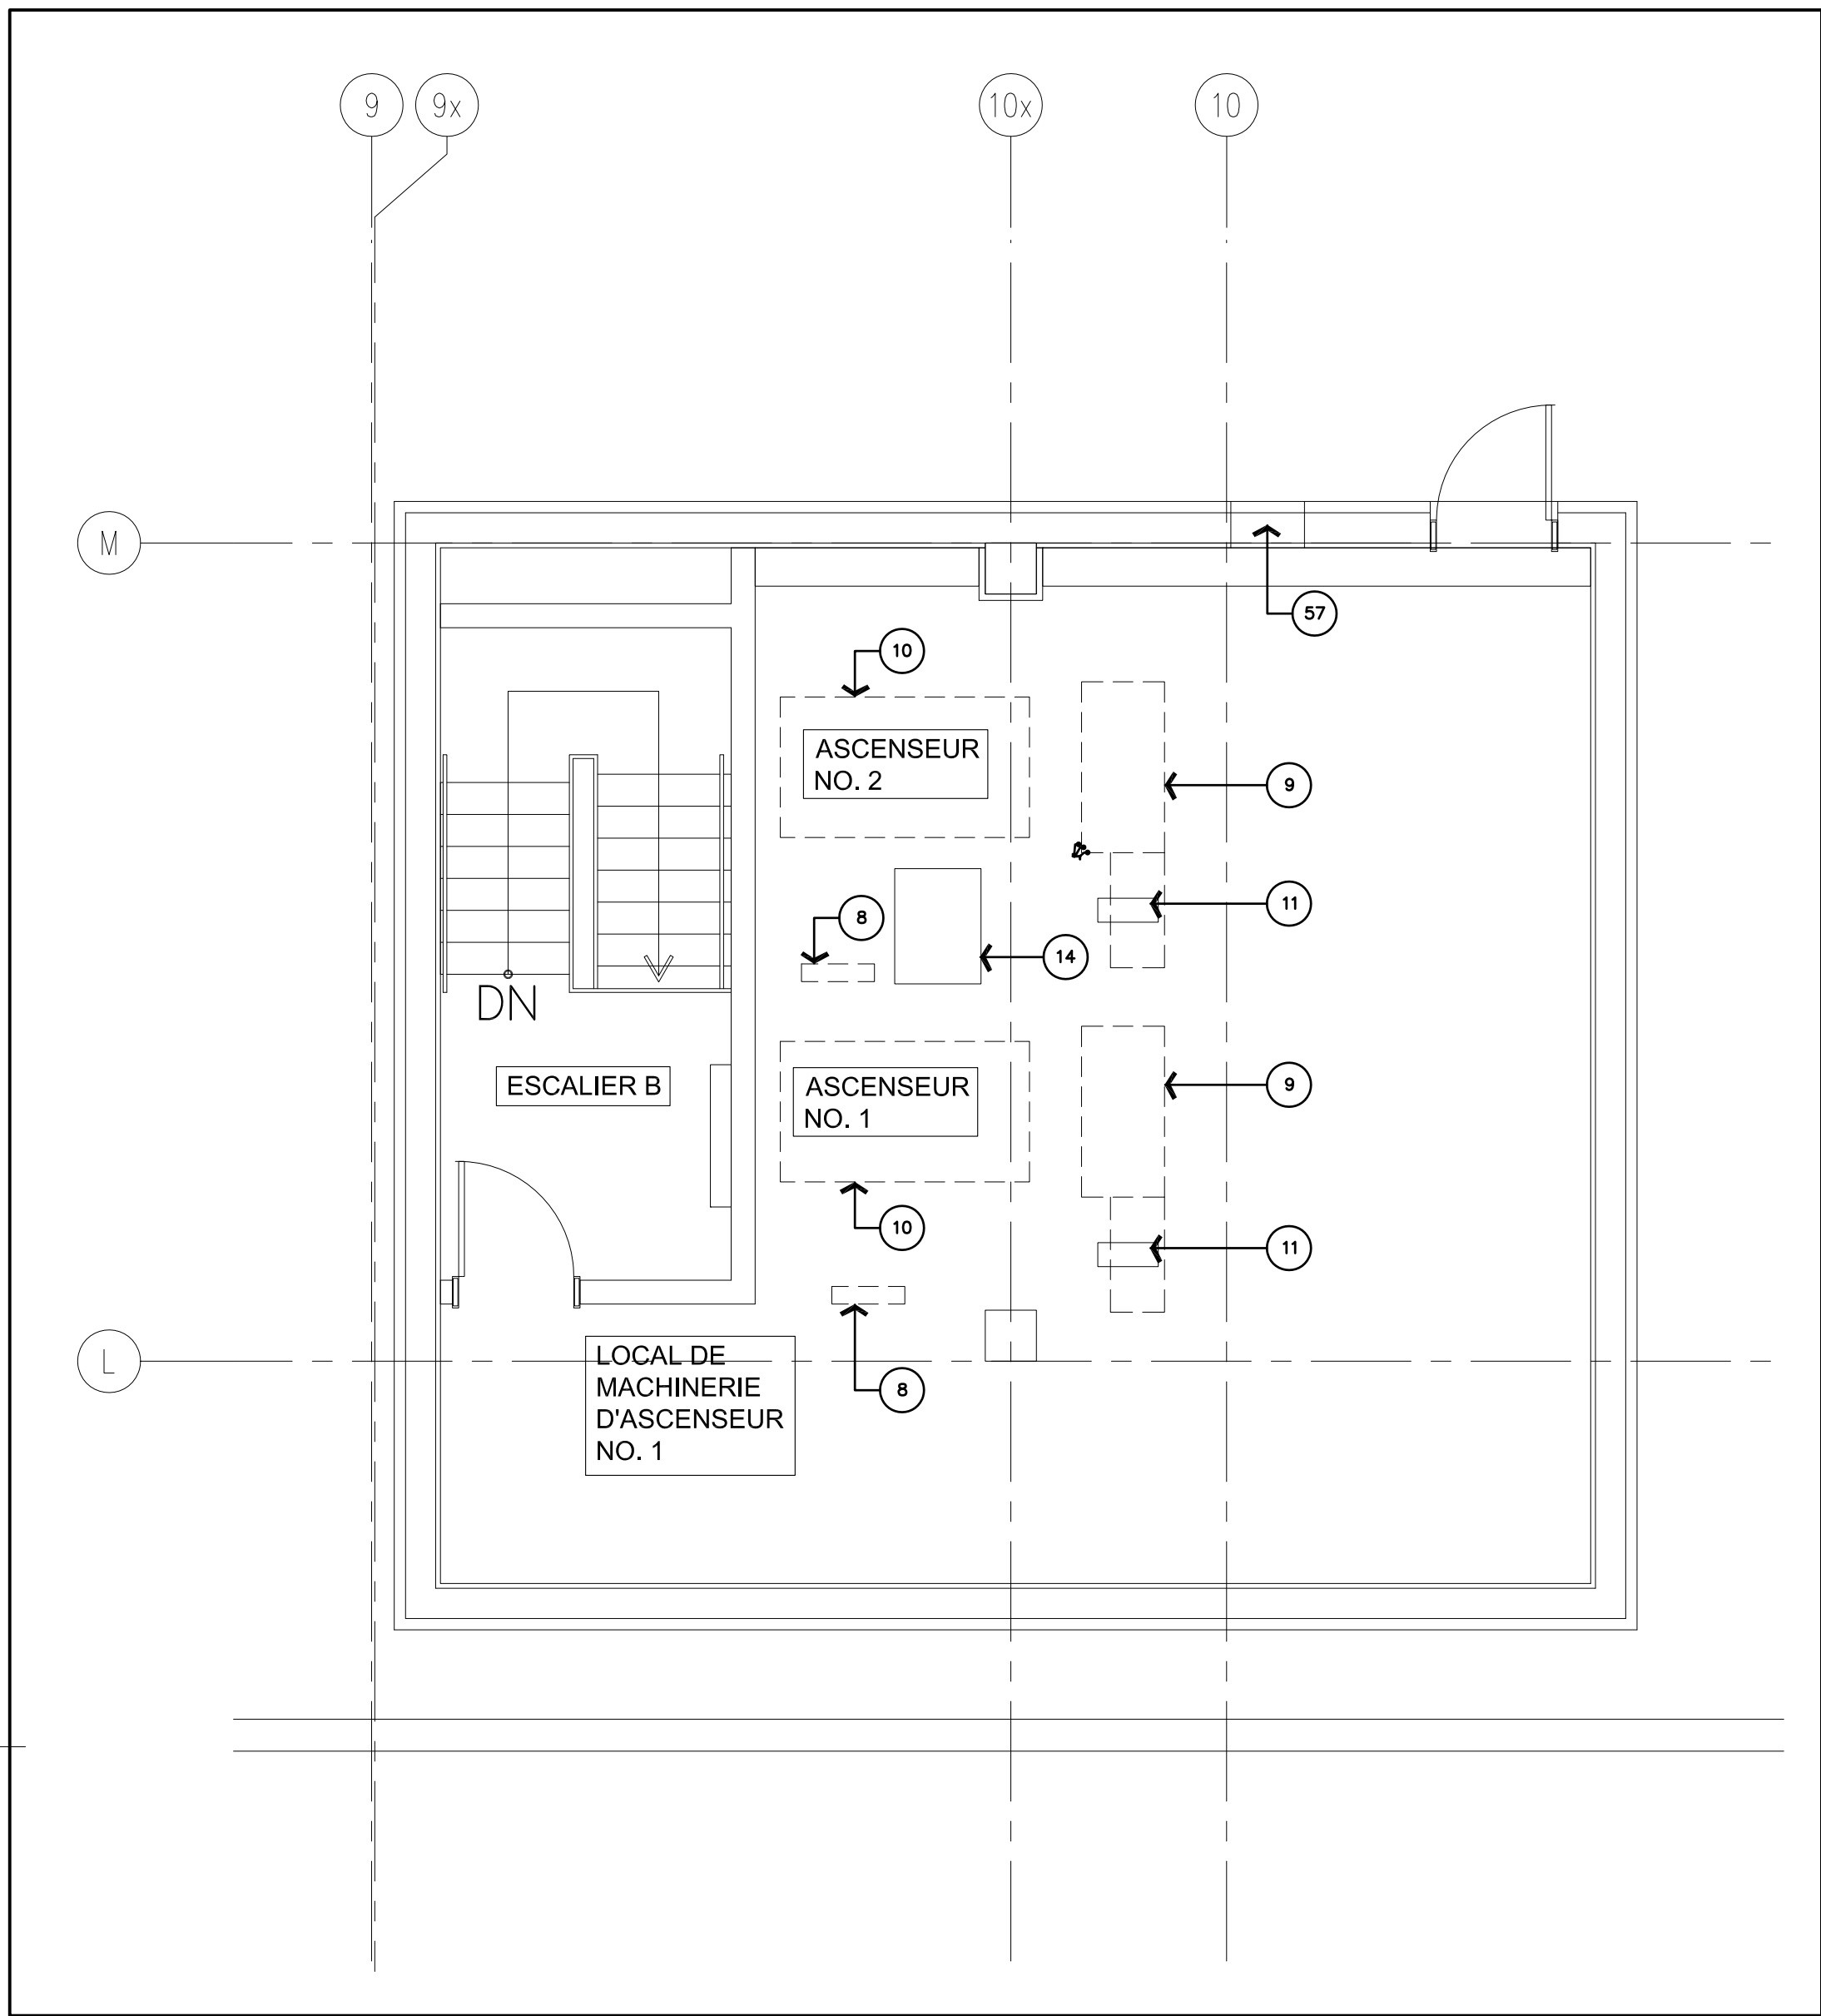 9
9x
10x
10
M
57
10
ASCENSEUR
NO. 2
9
11
8
14
DN
ESCALIER B
ASCENSEUR
NO. 1
9
10
11
LOCAL DE
MACHINERIE
D'ASCENSEUR
NO. 1
L
8